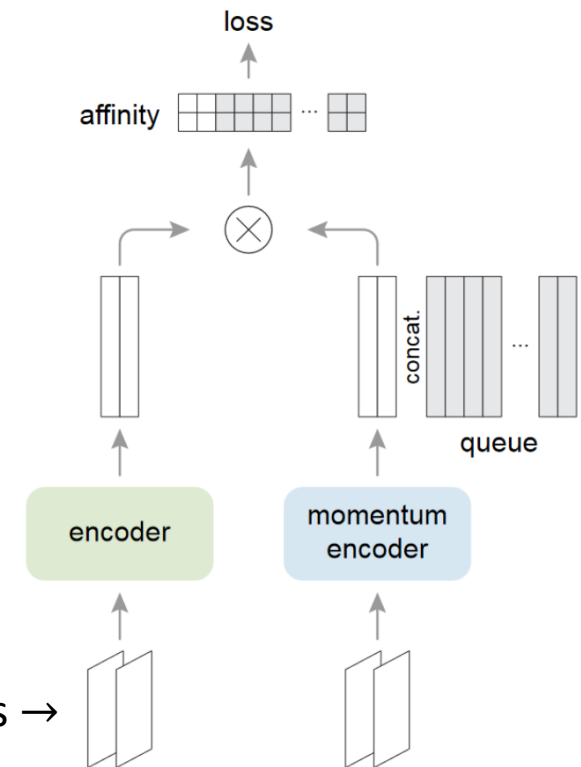 loss
affinity
...
concat.
...
queue
encoder
momentum
encoder
s →